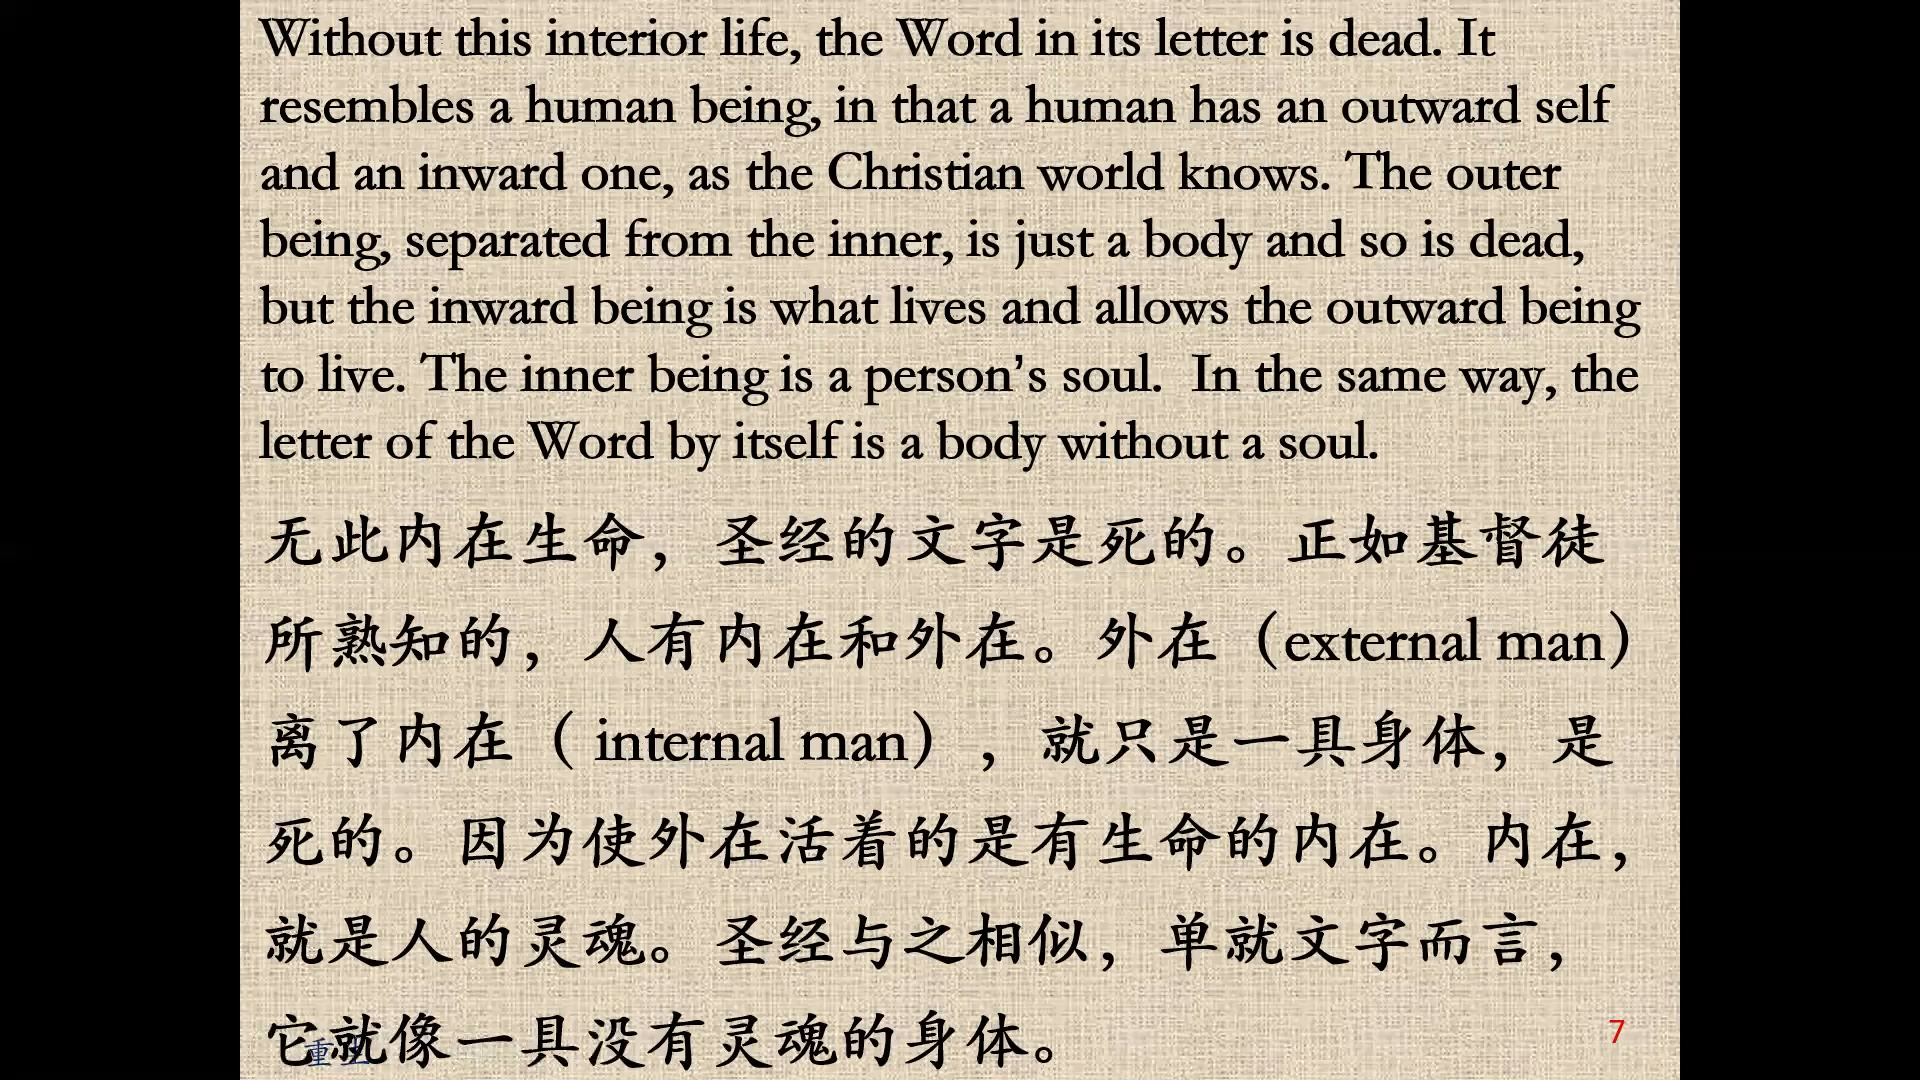 Without this interior life, the Word in its letter is dead. It
resembles a human being, in that a human has an outward self
and an inward one, as the Christian world knows. The outer
being, separated from the inner, is just a body and so is dead,
but the inward being is what lives and allows the outward being
to live. The inner being is a person’s soul.  In the same way, the
letter of the Word by itself is a body without a soul.
无此内在生命，圣经的文字是死的。正如基督徒
所熟知的，人有内在和外在。外在（external man）
离了内在（ internal man），就只是一具身体，是
死的。因为使外在活着的是有生命的内在。内在，
就是人的灵魂。圣经与之相似，单就文字而言，
它就像一具没有灵魂的身体。
7